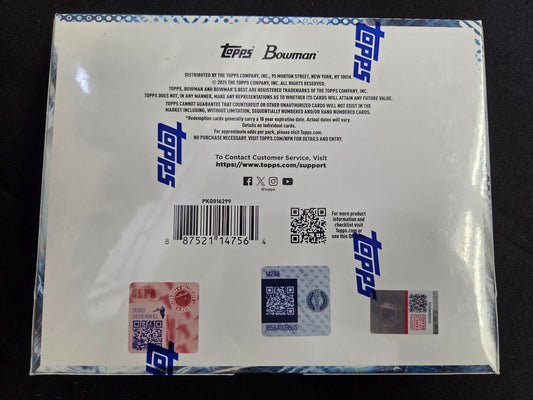 topps Bowman
DISTRIBUTED BY THE TOPPS COMPANY, INC., 95 MORTON STREET, NEW YORK, NY 10014.
© 2025 THE TOPPS COMPANY, INC. ALL RIGHTS RESERVED.
TOPPS, BOWMAN AND BOWMAN'S BEST ARE REGISTERED TRADEMARKS OF THE TOPPS COMPANY, INC.
TOPPS DOES NOT, IN ANY MANNER, MAKE ANY REPRESENTATIONS AS TO WHETHER ITS CARDS WILL ATTAIN ANY FUTURE VALUE.
TOPPS CANNOT GUARANTEE THAT COUNTERFEIT OR OTHER UNAUTHORIZED CARDS WILL NOT EXIST IN THE
MARKET INCLUDING, WITHOUT LIMITATION, SEQUENTIALLY NUMBERED AND/OR HAND NUMBERED CARDS.
*Redemption cards generally carry a 10 year expiration date. Actual dates will vary.
Details on individual cards.
For approximate odds per pack, please visit Topps.com.
NO PURCHASE NECESSARY. VISIT TOPPS.COM/NPN FOR DETAILS AND ENTRY.
To Contact Customer Service, Visit
https://www.topps.com/support
@topps
PKG016299
8 87521 14756 4
For more product
information and
checklist visit
Topps.com or
use this
topps
topps
topps
topps
142AG